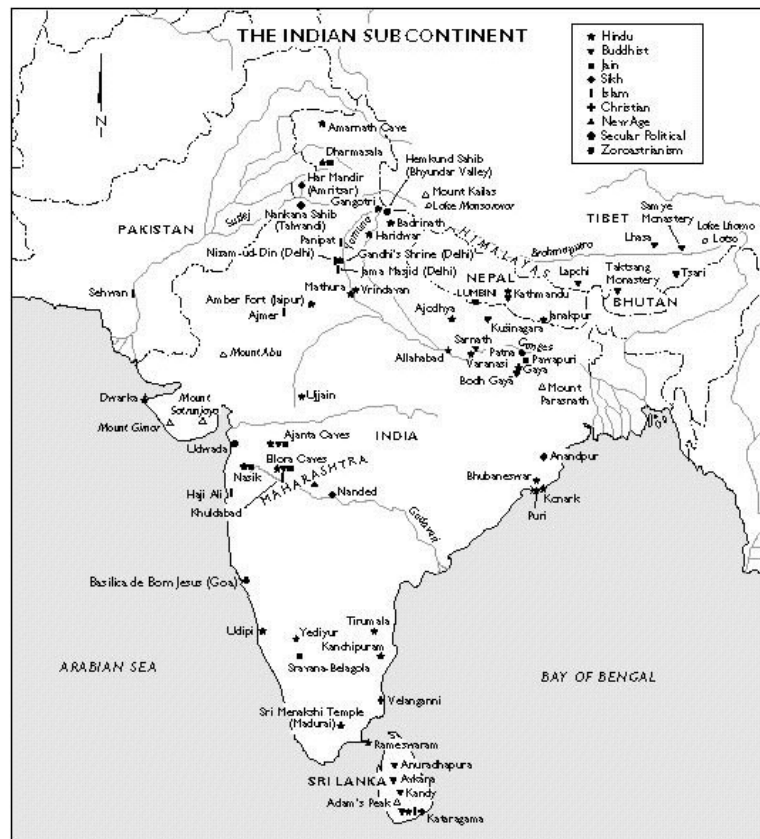 THE INDIAN SUBCONTINENT
Hindu
Buddhist
Jain
Sikh
Islam
Christian
New Age
Secular Political
Zoroastrianism
N
Amarnath Cave
Dharmasala
Hemkund Sahib
(Bhyundar Valley)
Har Mandir
(Amritsar)
Gangotri
Mount Kailas
Lake Mansorovor
PAKISTAN
Sutlej
Nankana Sahib
(Talwandi)
Badrinath
TIBET
Samye
Monastery
Lake Lhamo
Latso
Panipat
Yamuna
Haridwar
HIMALAYAS
Brahmaputra
Lhasa
Nizam-ud-Din (Delhi)
Gandhi's Shrine (Delhi)
Jama Masjid (Delhi)
NEPAL
Lapchi
Taktsang
Monastery
Tsari
Sehwan
Mathura
Vrindavan
LUMBINI
Kathmandu
BHUTAN
Amber Fort (Jaipur)
Ajmer
Ajodhya
Kusinagara
Janakpur
Mount Abu
Allahabad
Sarnath
Varanasi
Patna
Ganges
Pawapuri
Gaya
Bodh Gaya
Mount
Parasnath
Dwarka
Mount
Satrunjaya
Mount Girnar
Ujjain
INDIA
Udwada
Ajanta Caves
Anandpur
Ellora Caves
Nasik
MAHARASHTRA
Bhubaneswar
Haji Ali
Khuldabad
Nanded
Konark
Puri
Godavari
Basilica de Bom Jesus (Goa)
Udipi
Yediyur
Tirumala
Kanchipuram
Sravana-Belagola
ARABIAN SEA
BAY OF BENGAL
Velanganni
Sri Menakshi Temple
(Madurai)
Rameswaram
Anuradhapura
SRI LANKA
Kandy
Adam's Peak
Kataragama